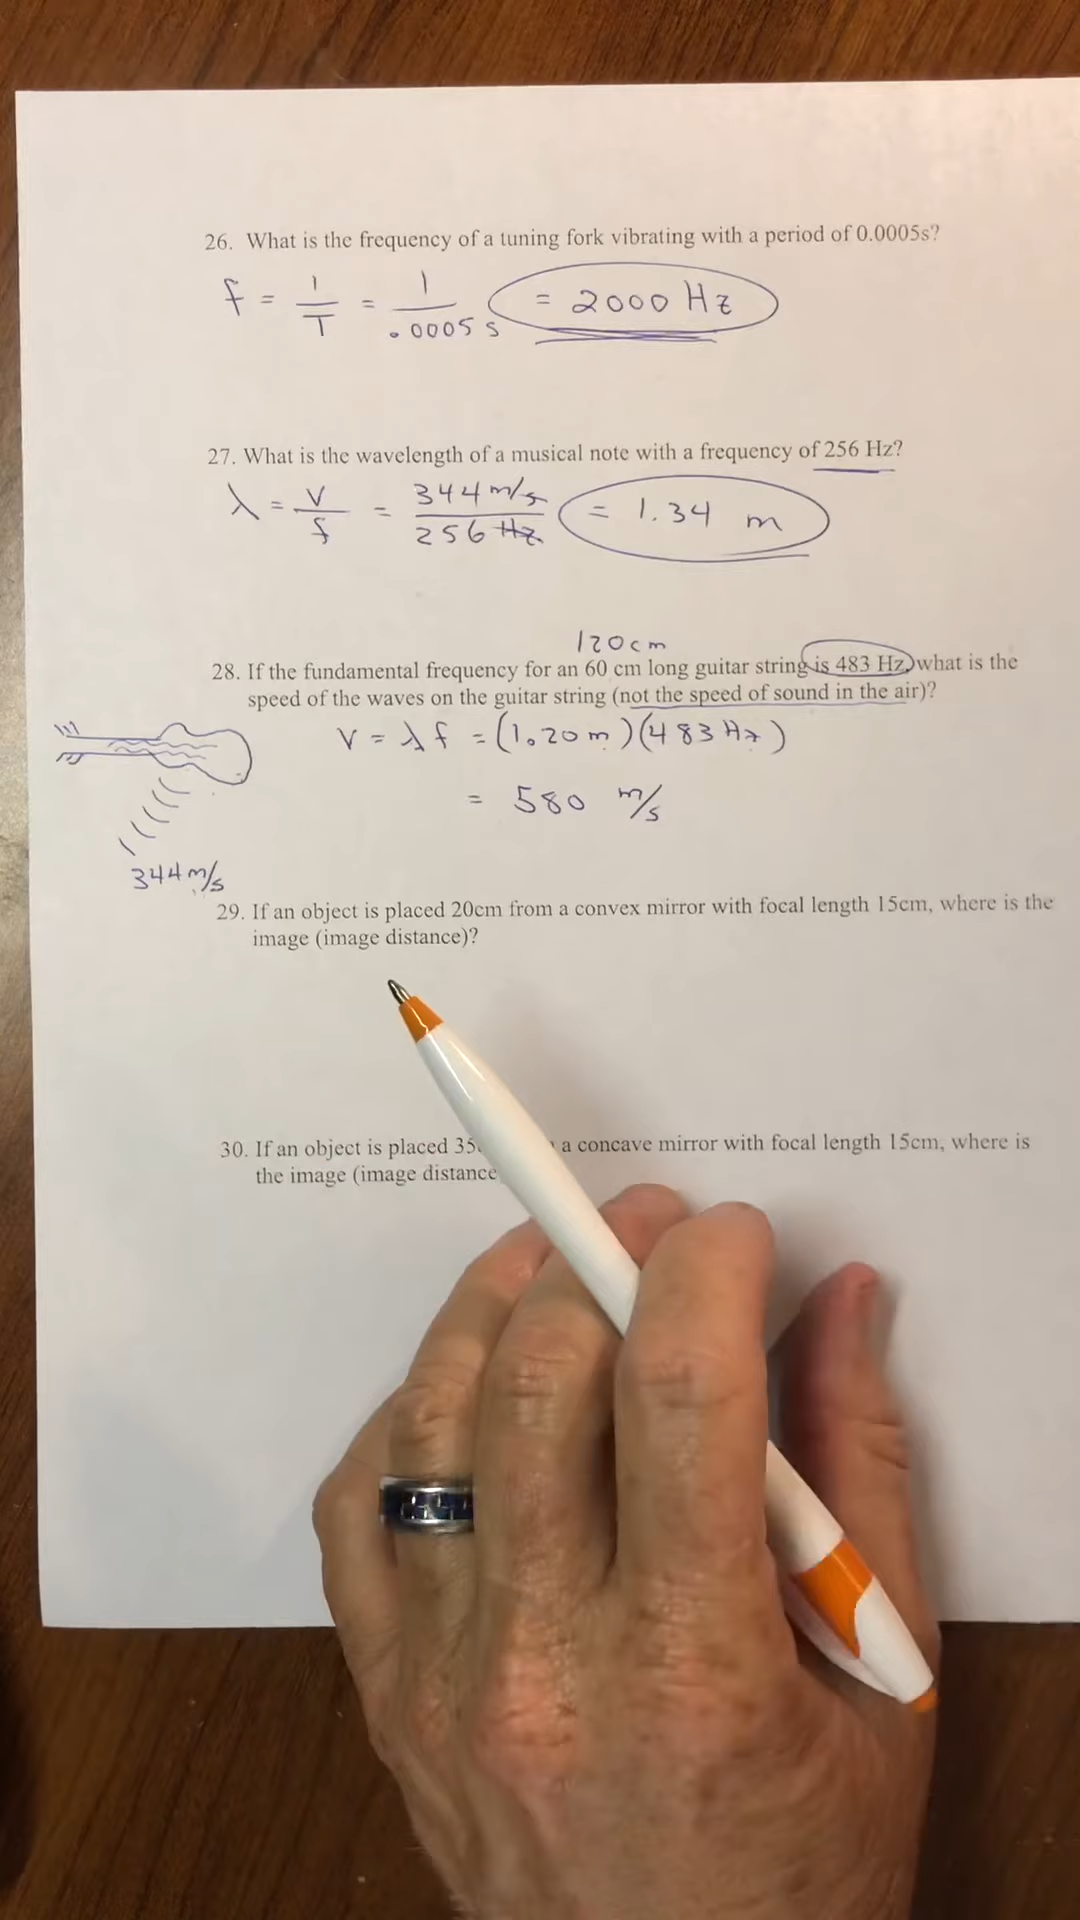 26. What is the frequency of a tuning fork vibrating with a period of 0.0005s?
f = 1/T = 1/.0005 s = 2000 Hz
27. What is the wavelength of a musical note with a frequency of 256 Hz?
λ = v/f = 344 m/s / 256 Hz = 1.34 m
120cm
28. If the fundamental frequency for an 60 cm long guitar string is 483 Hz, what is the
speed of the waves on the guitar string (not the speed of sound in the air)?
v = λ f = (1.20 m)(483 Hz)
= 580 m/s
344 m/s
29. If an object is placed 20cm from a convex mirror with focal length 15cm, where is the
image (image distance)?
30. If an object is placed 35 a concave mirror with focal length 15cm, where is
the image (image distance